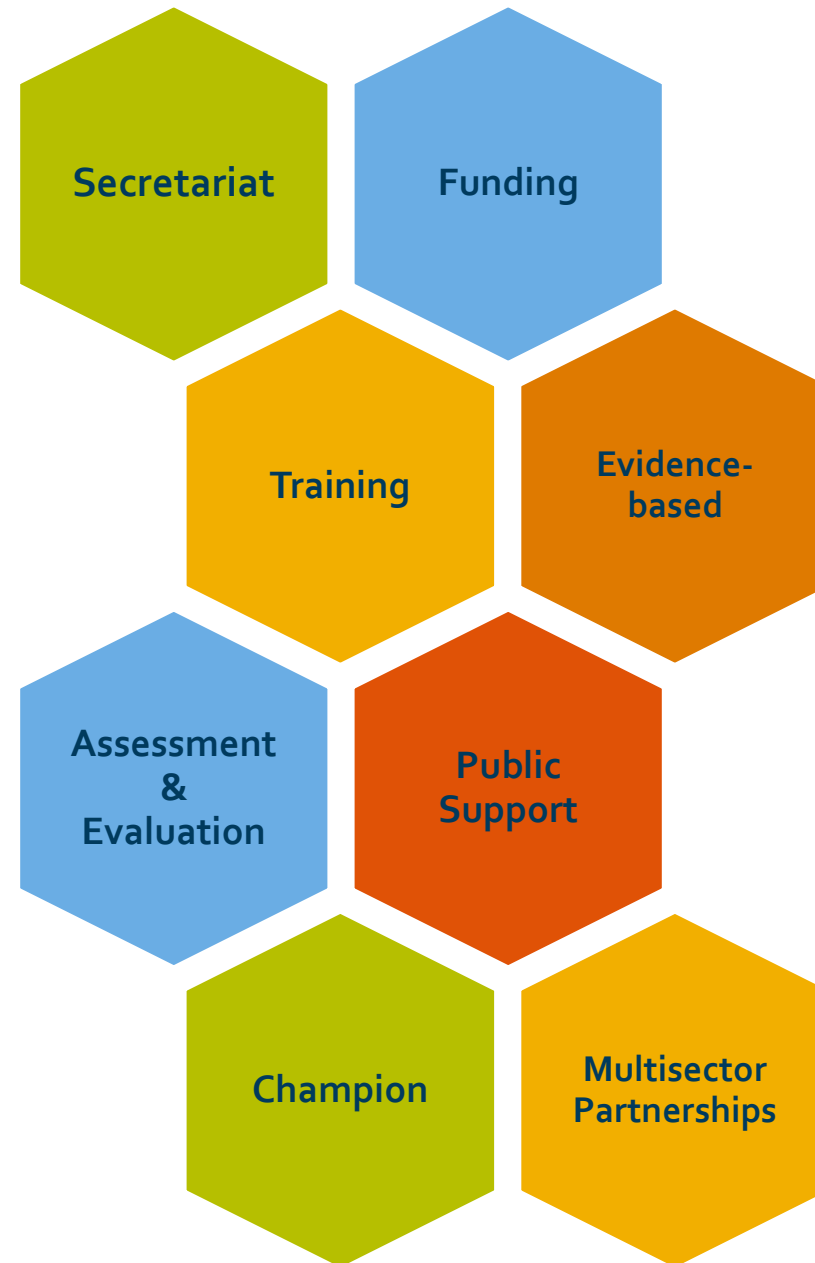 Secretariat
Funding
Training
Evidence-
based
Assessment
&
Evaluation
Public
Support
Champion
Multisector
Partnerships